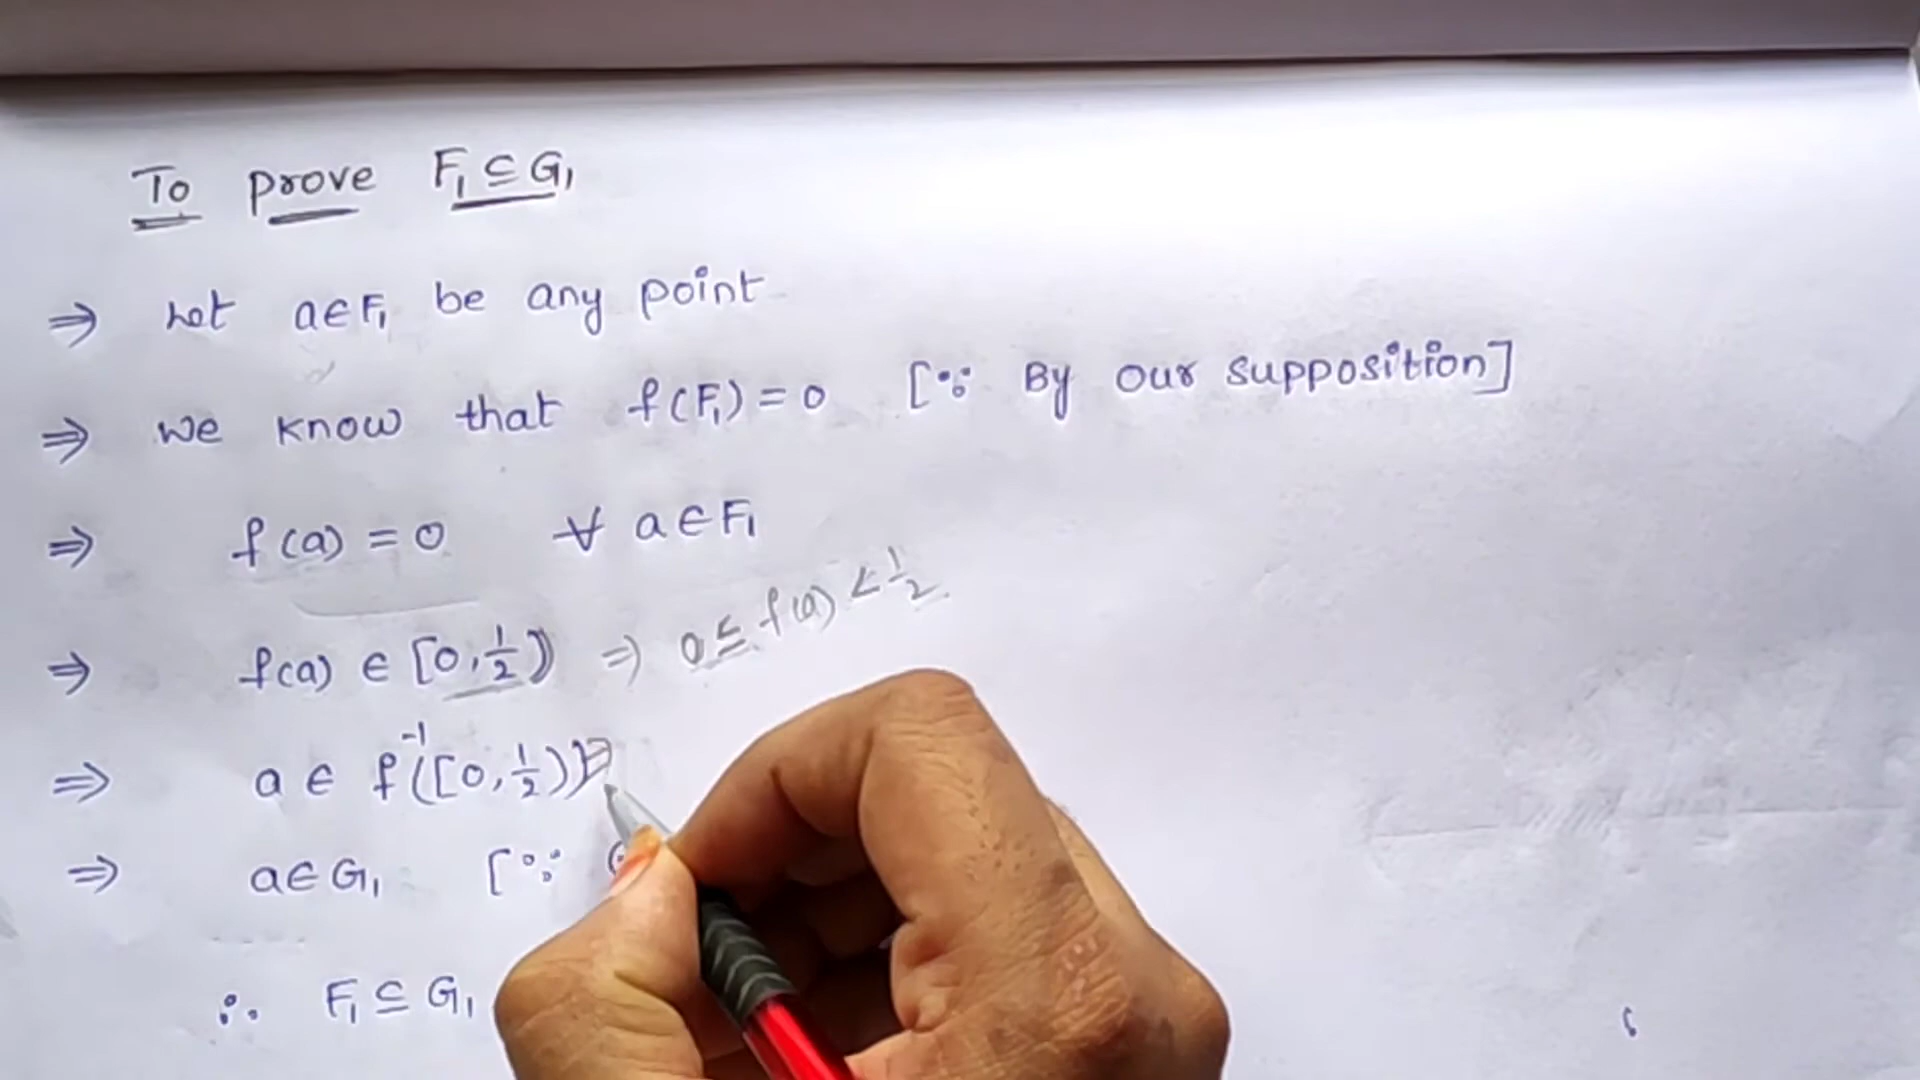 To prove F₁ ⊆ G₁
⇒ Let a∈F₁ be any point
⇒ We know that f(F₁) = 0 [∵ By our supposition]
⇒ f(a) = 0 ∀ a∈F₁
⇒ f(a) ∈ [0, 1/2) ⇒ 0 ≤ f(a) < 1/2
⇒ a ∈ f⁻¹([0, 1/2))
⇒ a∈G₁ [∵
∴ F₁ ⊆ G₁